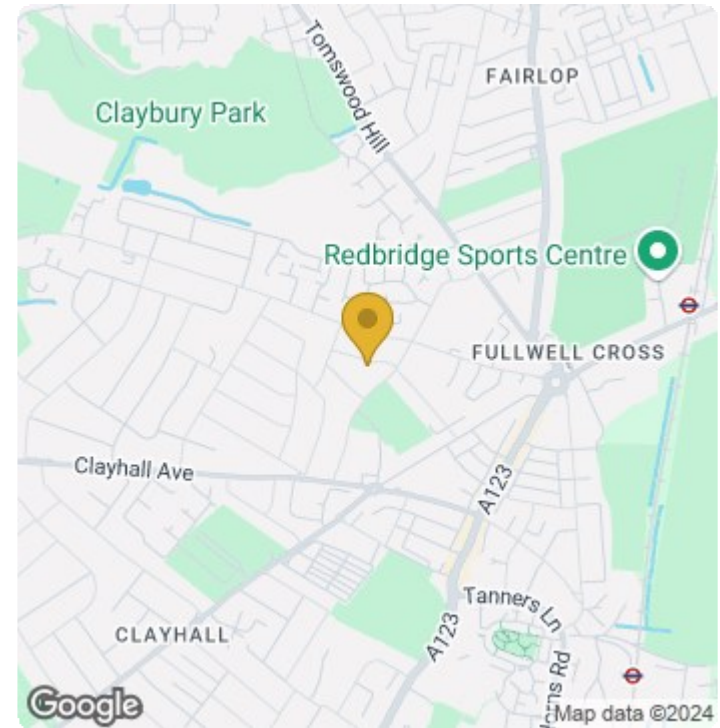 Tomswood Hill
FAIRLOP
Claybury Park
Redbridge Sports Centre
FULLWELL CROSS
Clayhall Ave
A123
Tanners Ln
CLAYHALL
A123
Google
Map data ©2024